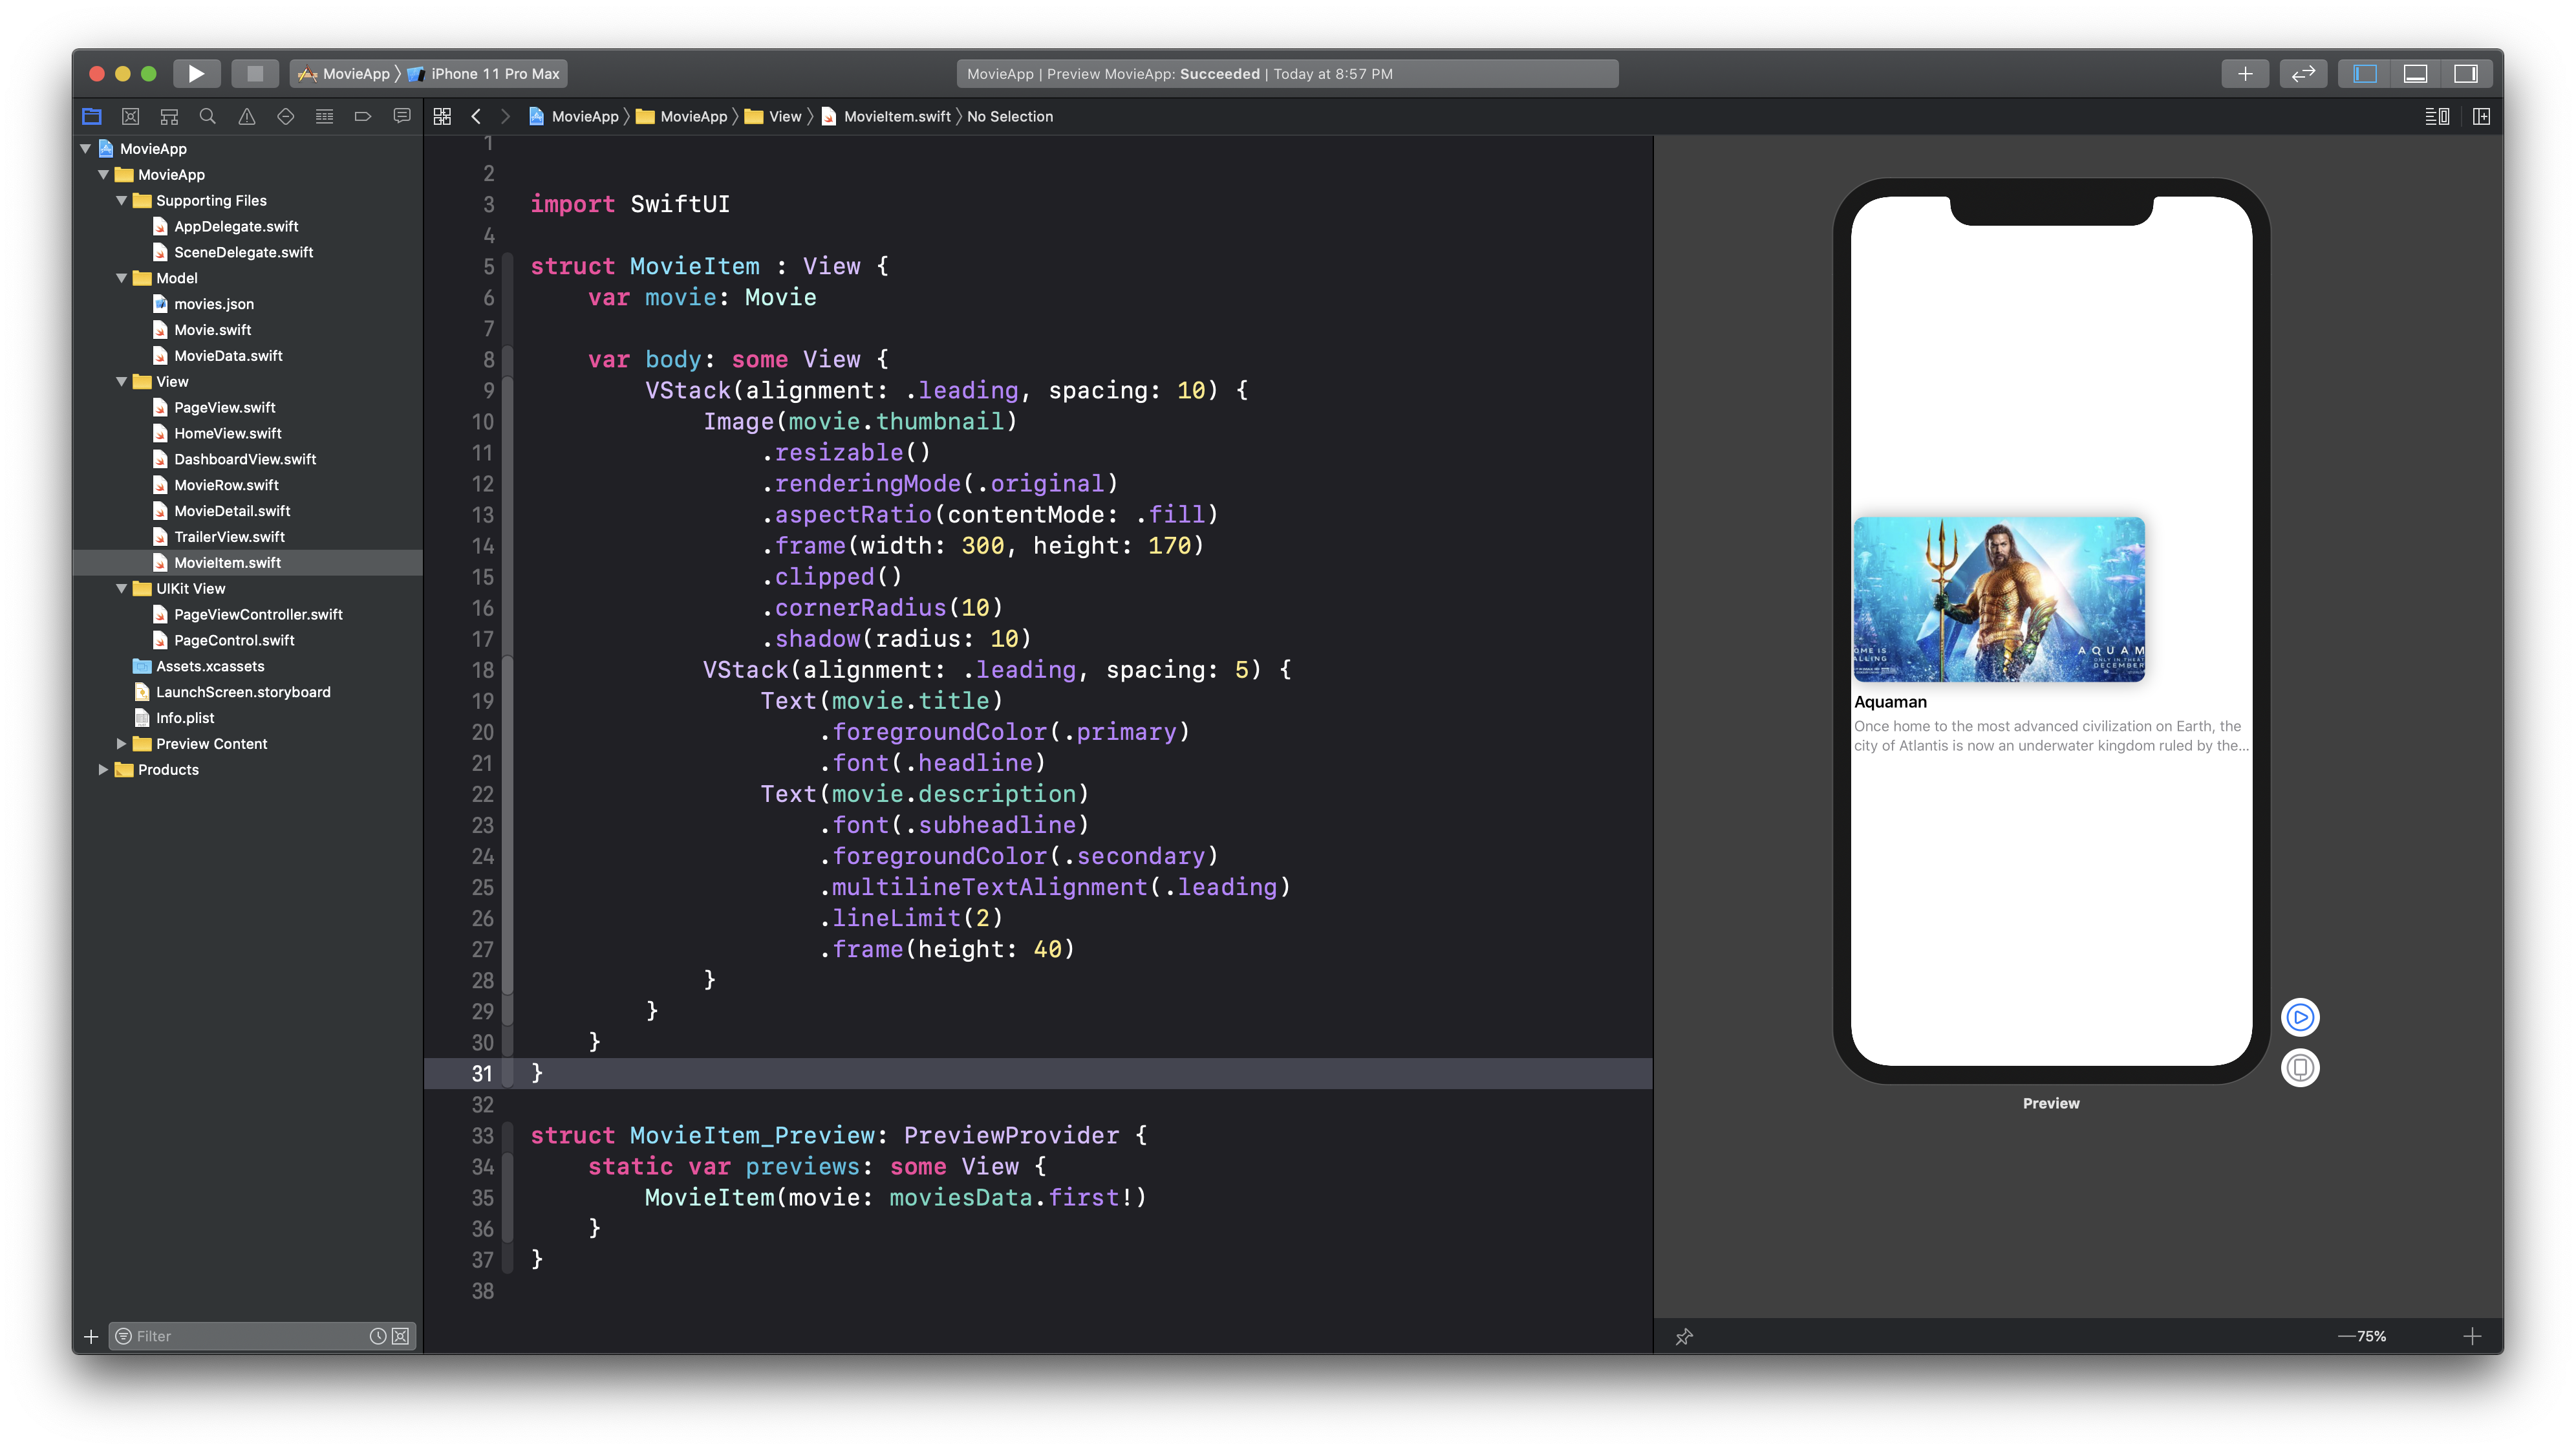 MovieApp 〉 iPhone 11 Pro Max
MovieApp | Preview MovieApp: Succeeded | Today at 8:57 PM
MovieApp 〉 MovieApp 〉 View 〉 MovieItem.swift 〉 No Selection
MovieApp
MovieApp
Supporting Files
AppDelegate.swift
SceneDelegate.swift
Model
movies.json
Movie.swift
MovieData.swift
View
PageView.swift
HomeView.swift
DashboardView.swift
MovieRow.swift
MovieDetail.swift
TrailerView.swift
MovieItem.swift
UIKit View
PageViewController.swift
PageControl.swift
Assets.xcassets
LaunchScreen.storyboard
Info.plist
Preview Content
Products
Filter
1
2
3 import SwiftUI
4
5 struct MovieItem : View {
6     var movie: Movie
7
8     var body: some View {
9         VStack(alignment: .leading, spacing: 10) {
10             Image(movie.thumbnail)
11                 .resizable()
12                 .renderingMode(.original)
13                 .aspectRatio(contentMode: .fill)
14                 .frame(width: 300, height: 170)
15                 .clipped()
16                 .cornerRadius(10)
17                 .shadow(radius: 10)
18             VStack(alignment: .leading, spacing: 5) {
19                 Text(movie.title)
20                     .foregroundColor(.primary)
21                     .font(.headline)
22                 Text(movie.description)
23                     .font(.subheadline)
24                     .foregroundColor(.secondary)
25                     .multilineTextAlignment(.leading)
26                     .lineLimit(2)
27                     .frame(height: 40)
28             }
29         }
30     }
31 }
32
33 struct MovieItem_Preview: PreviewProvider {
34     static var previews: some View {
35         MovieItem(movie: moviesData.first!)
36     }
37 }
38
OME IS
ALLING
AQUAM
ONLY IN THEAT
DECEMBER
Aquaman
Once home to the most advanced civilization on Earth, the
city of Atlantis is now an underwater kingdom ruled by the...
Preview
75%